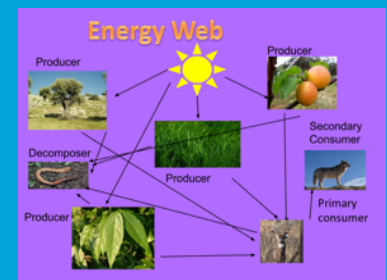 Energy Web
Producer
Producer
Secondary
Consumer
Decomposer
Producer
Primary
consumer
Producer